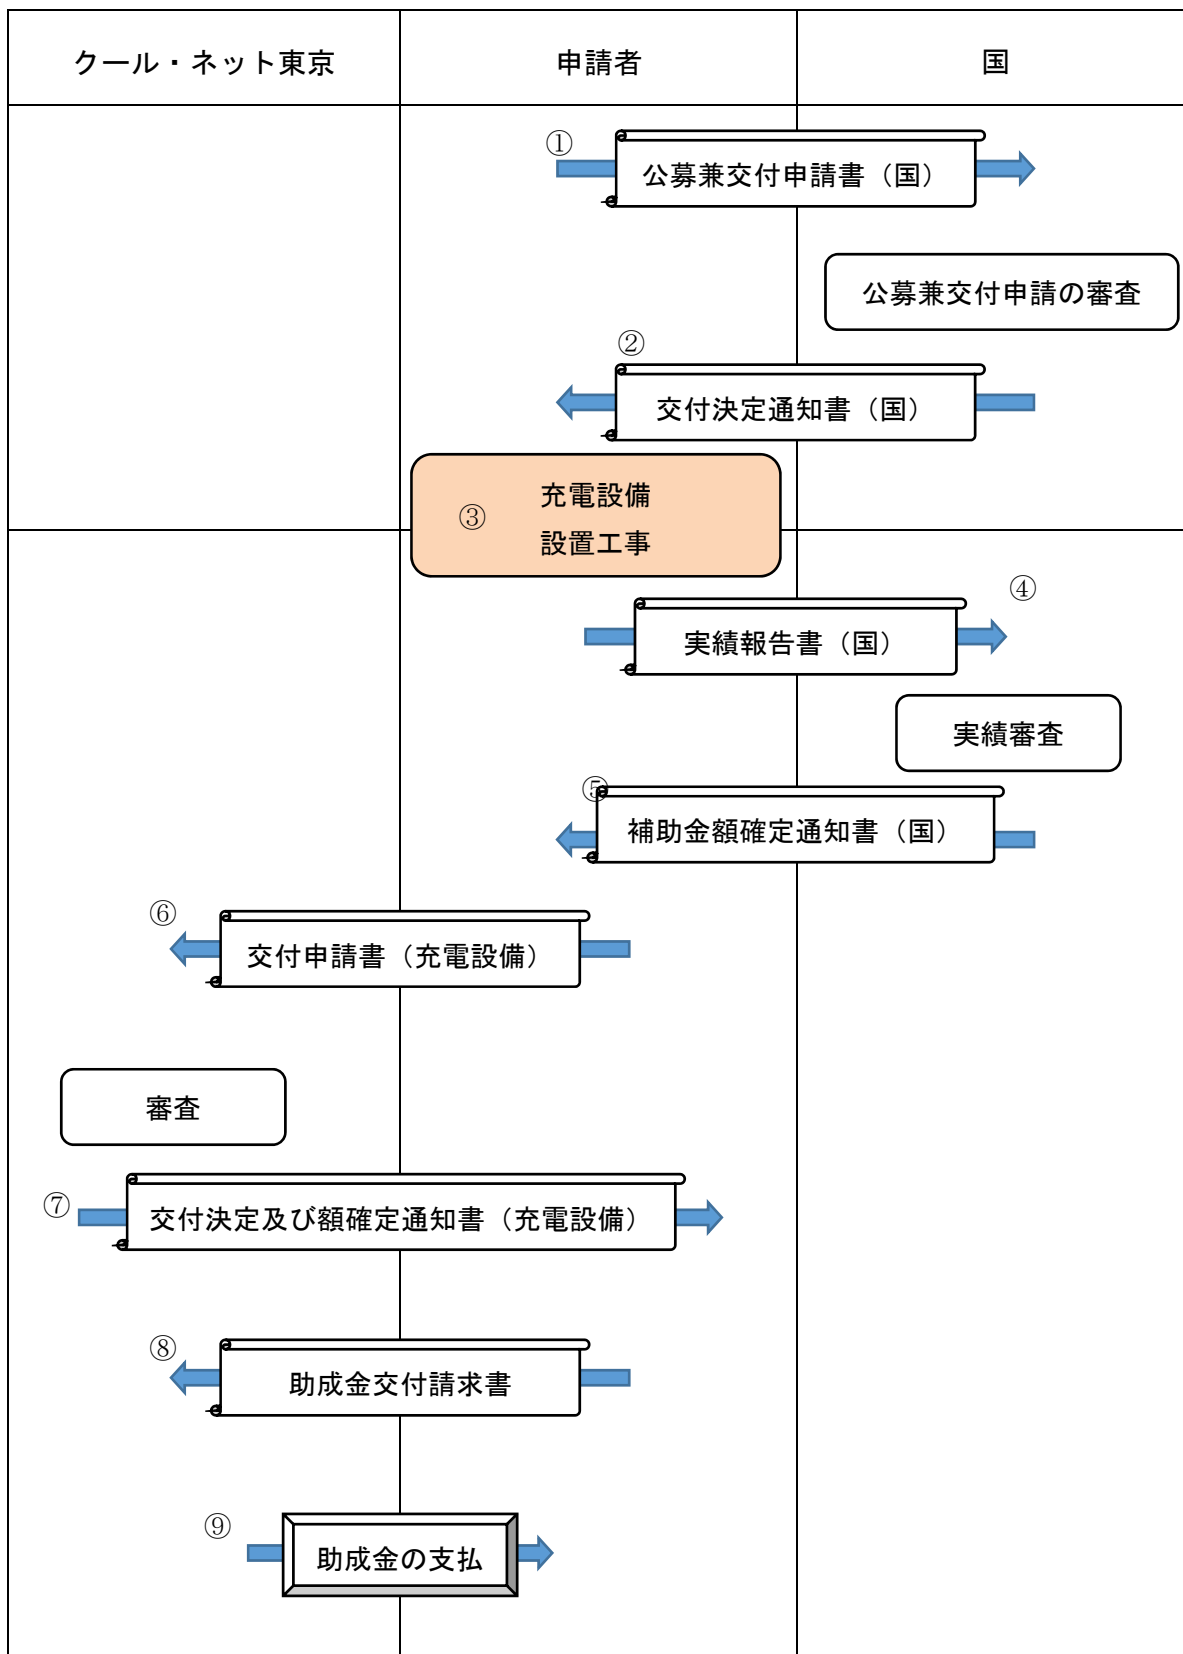 クール・ネット東京
申請者
国
①
公募兼交付申請書（国）
公募兼交付申請の審査
②
交付決定通知書（国）
③
充電設備
設置工事
④
実績報告書（国）
実績審査
⑤
補助金額確定通知書（国）
⑥
交付申請書（充電設備）
審査
⑦
交付決定及び額確定通知書（充電設備）
⑧
助成金交付請求書
⑨
助成金の支払